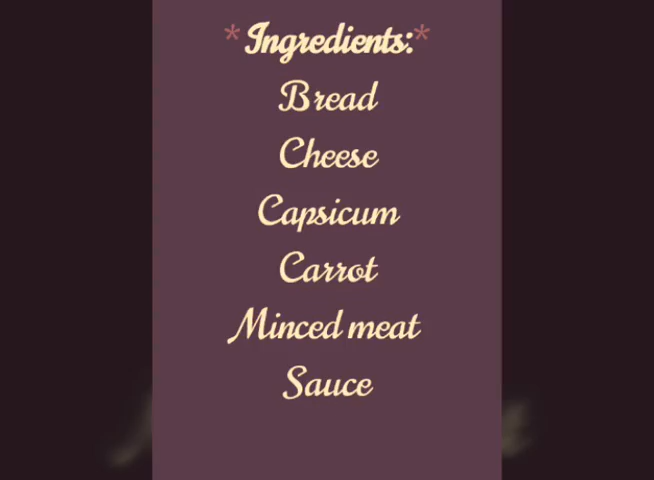 *Ingredients:*
Bread
Cheese
Capsicum
Carrot
Minced meat
Sauce